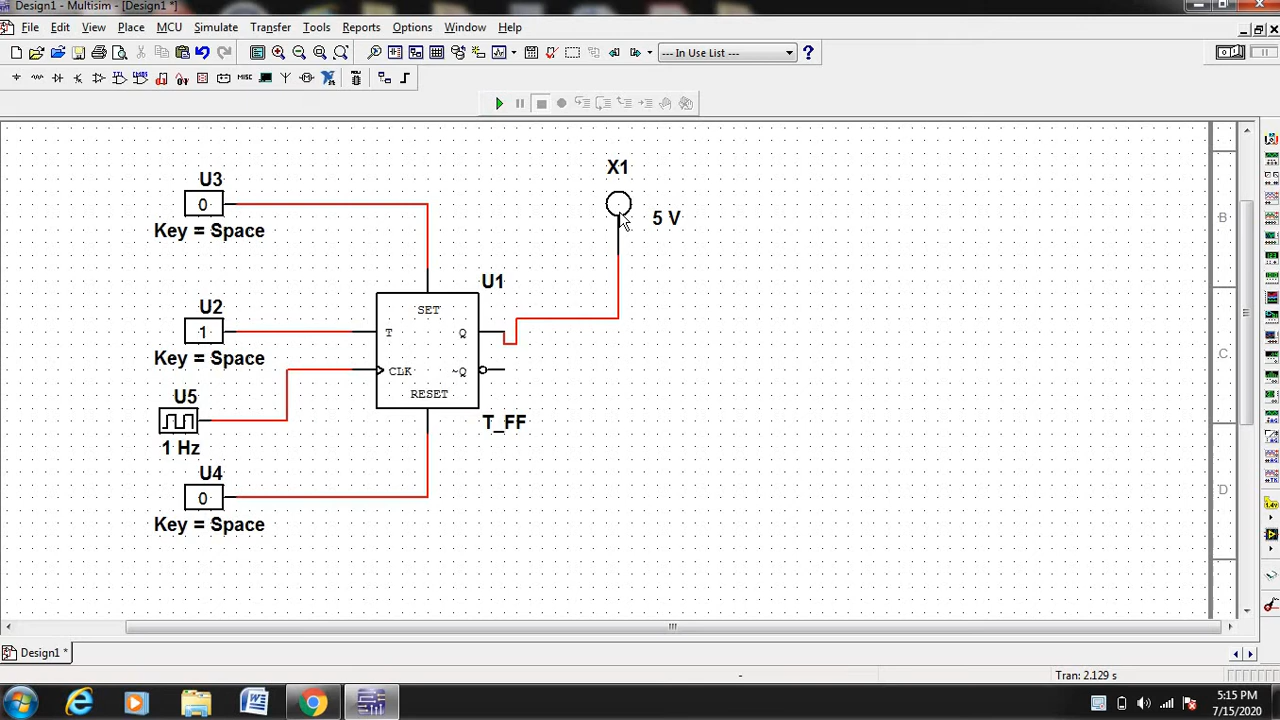 Design1 - Multisim - [Design1 *]
File Edit View Place MCU Simulate Transfer Tools Reports Options Window Help
--- In Use List ---
MISC
X1
5 V
U3
0
Key = Space
U2
1
Key = Space
U5
1 Hz
U4
0
Key = Space
U1
SET
T
Q
CLK
~Q
RESET
T_FF
B
C
D
Design1 *
-
Tran: 2.129 s
5:15 PM
7/15/2020